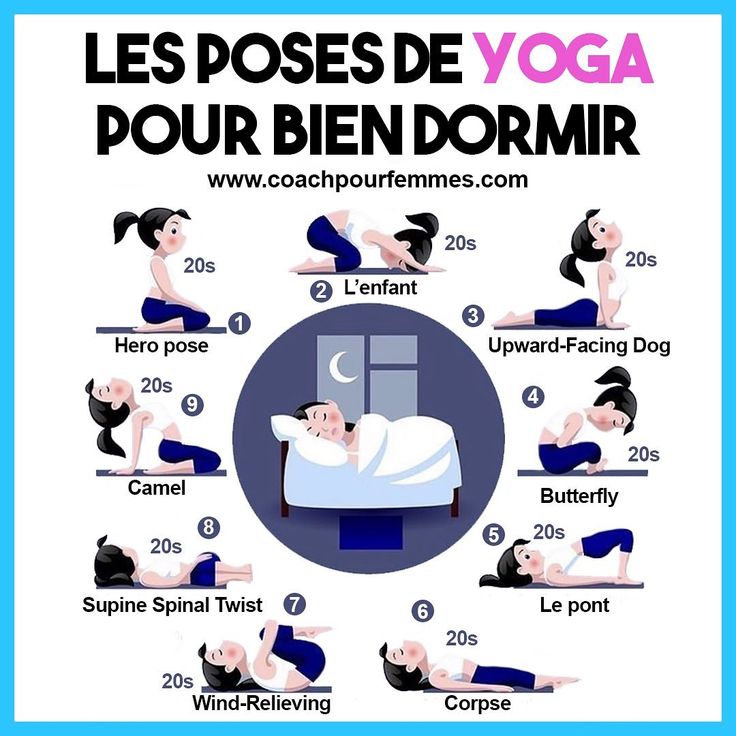 LES POSES DE YOGA
POUR BIEN DORMIR
www.coachpourfemmes.com
20s
1
Hero pose
20s
2
L'enfant
20s
3
Upward-Facing Dog
4
20s
Butterfly
5
20s
Le pont
6
20s
Corpse
7
20s
Wind-Relieving
8
20s
Supine Spinal Twist
20s
9
Camel